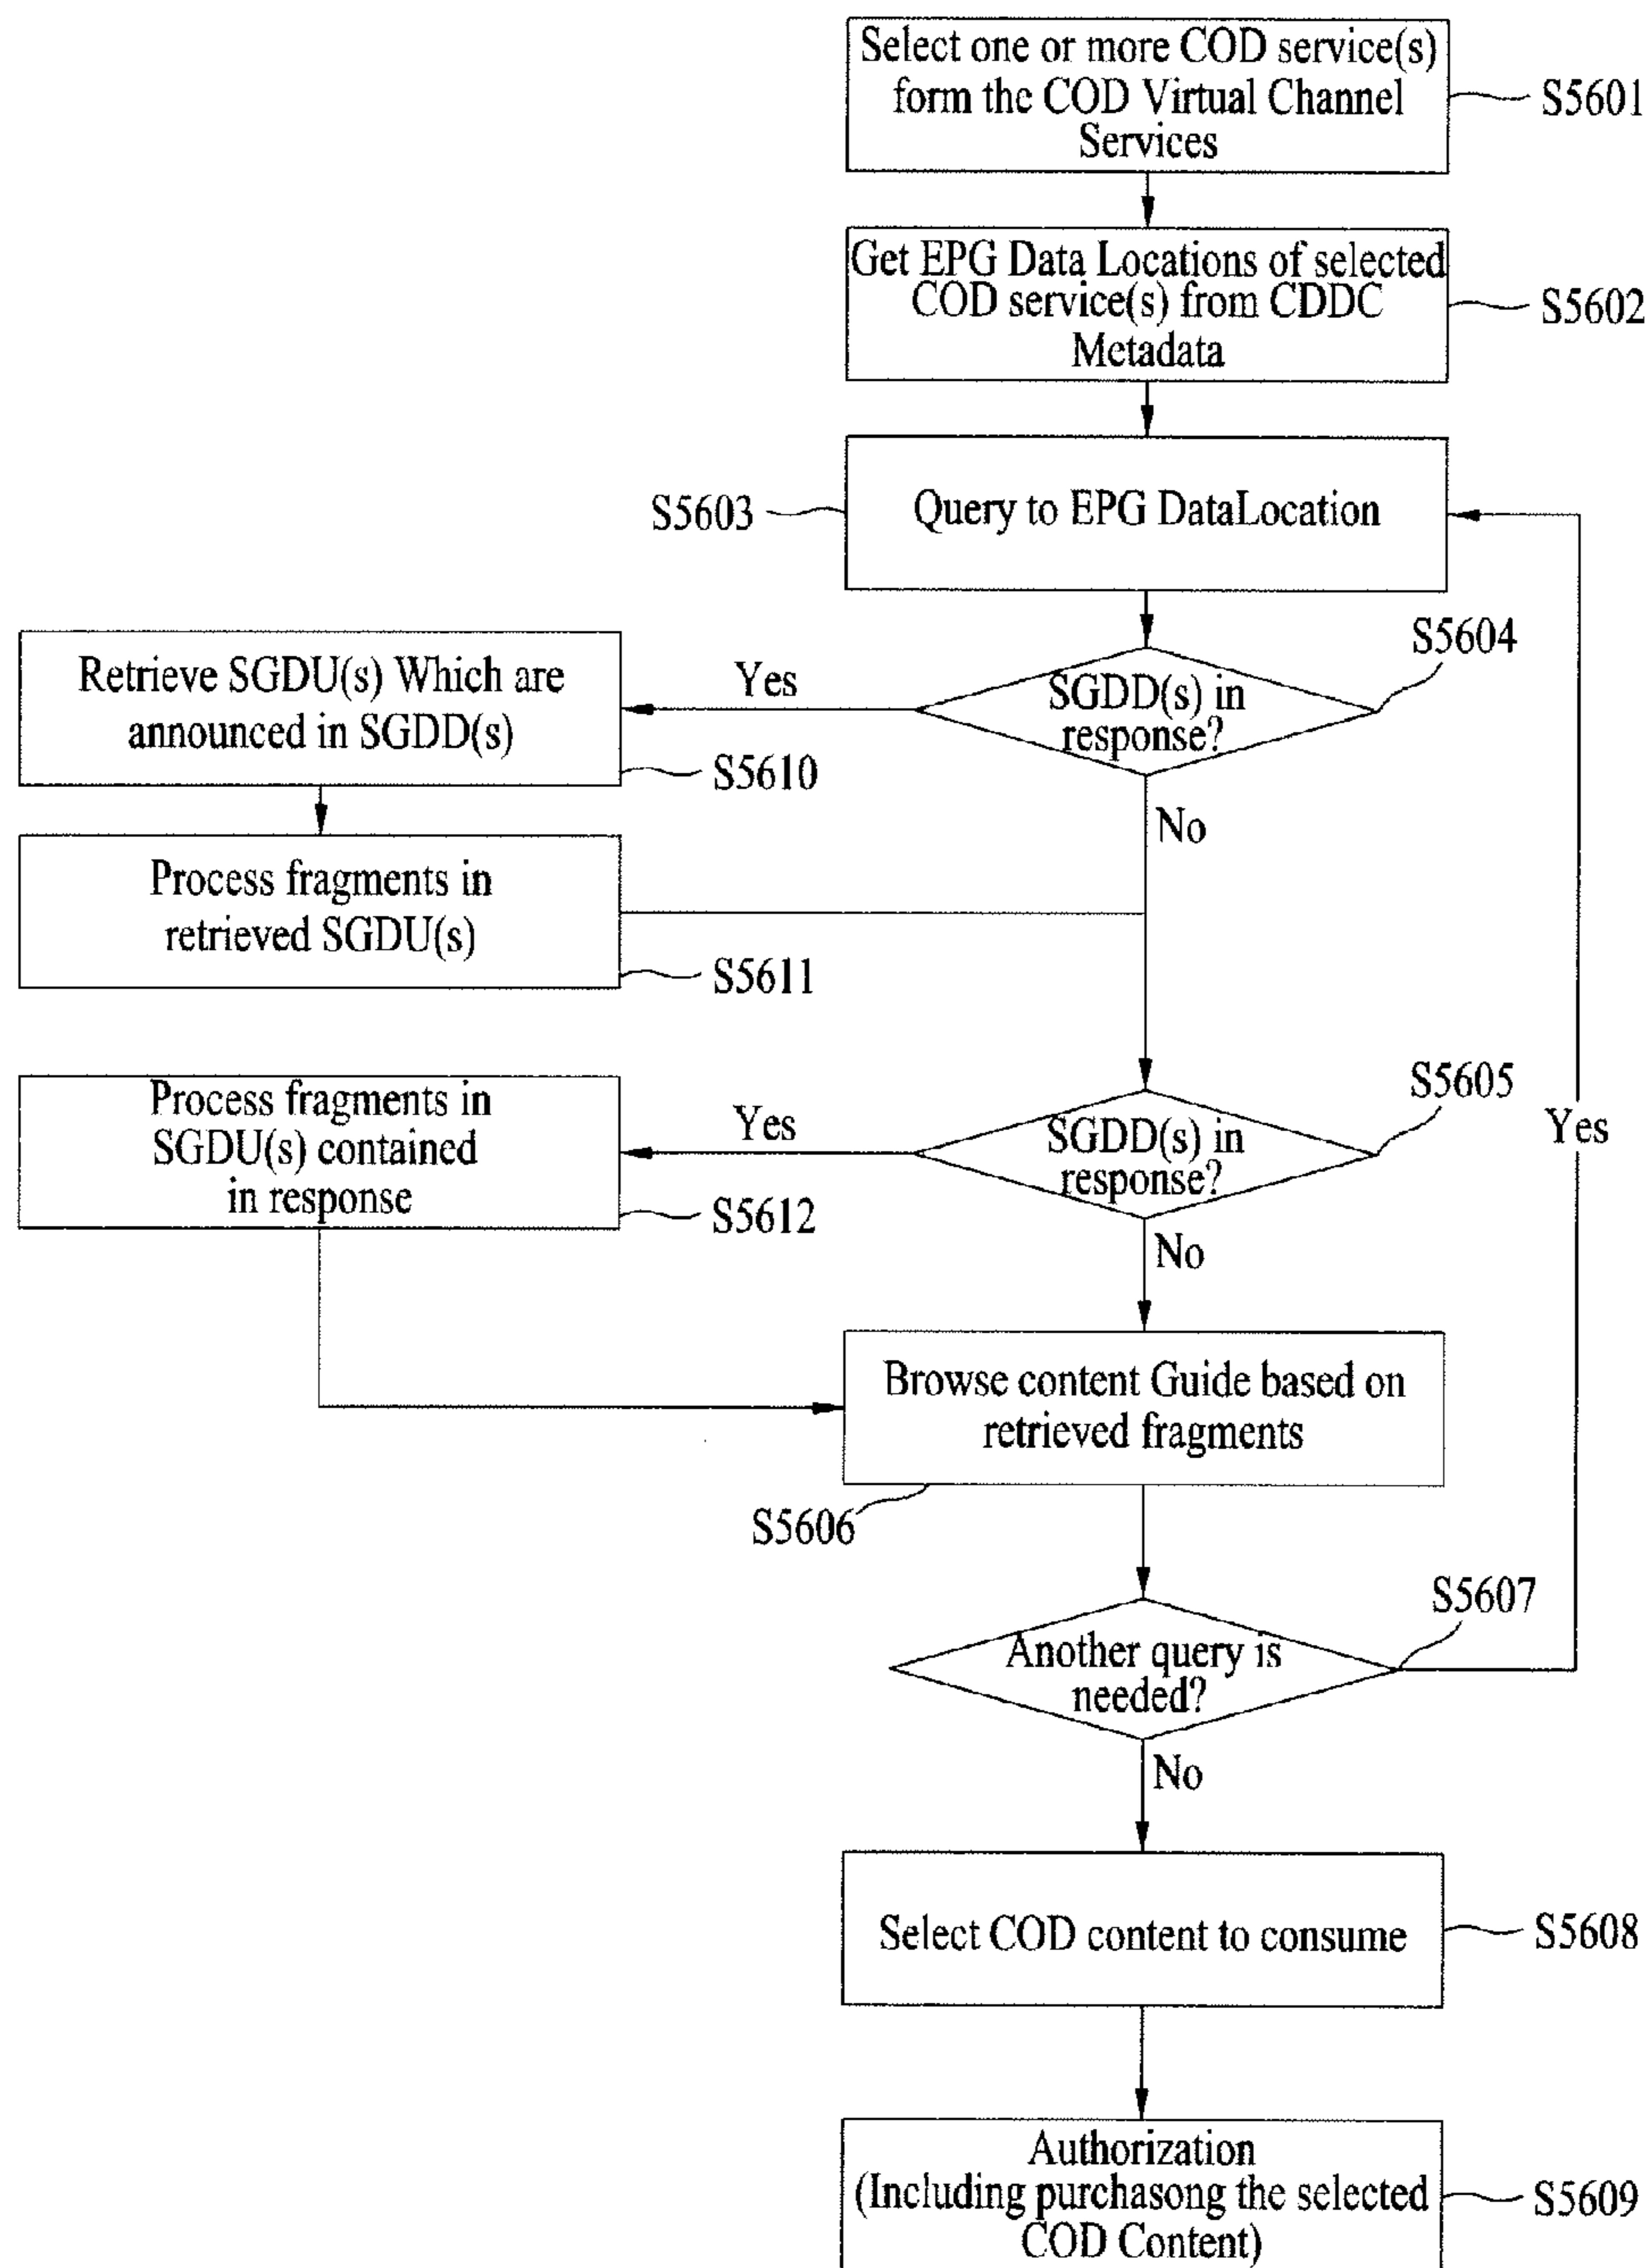 Select one or more COD service(s)
form the COD Virtual Channel
Services
S5601
Get EPG Data Locations of selected
COD service(s) from CDDC
Metadata
S5602
S5603
Query to EPG DataLocation
S5604
Retrieve SGDU(s) Which are
announced in SGDD(s)
Yes
SGDD(s) in
response?
S5610
No
Process fragments in
retrieved SGDU(s)
S5611
S5605
Process fragments in
SGDU(s) contained
in response
Yes
SGDD(s) in
response?
Yes
S5612
No
Browse content Guide based on
retrieved fragments
S5606
S5607
Another query is
needed?
No
Select COD content to consume
S5608
Authorization
(Including purchasong the selected
COD Content)
S5609